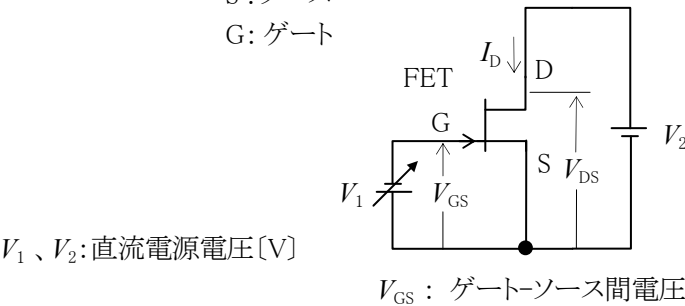 G: ゲート
FET
I_D
D
G
S
V_DS
V_2
V_1
V_GS
V_1 、V_2:直流電源電圧〔V〕
V_GS : ゲート-ソース間電圧